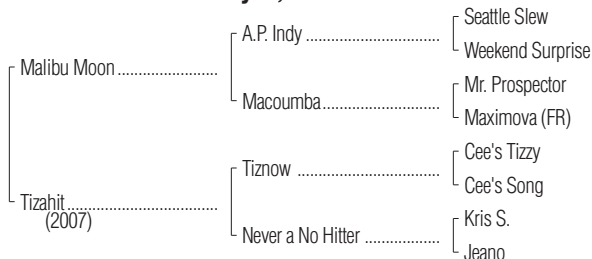 Seattle Slew
A.P. Indy ..............................
Weekend Surprise
Malibu Moon ......................
Mr. Prospector
Macoumba..........................
Maximova (FR)
Cee's Tizzy
Tiznow ................................
Cee's Song
Tizahit.................................
(2007)
Kris S.
Never a No Hitter .................
Jeano